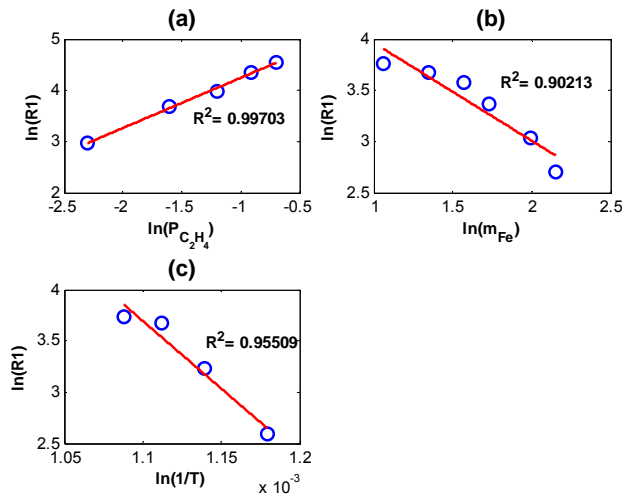 (a)
5
4
3
2
-2.5
-2
-1.5
-1
-0.5
ln(R1)
ln(P_C₂H₄)
R² = 0.99703
(b)
4
3.5
3
2.5
1
1.5
2
2.5
ln(R1)
ln(m_Fe)
R² = 0.90213
(c)
4
3.5
3
2.5
1.05
1.1
1.15
1.2
x 10⁻³
ln(R1)
ln(1/T)
R² = 0.95509